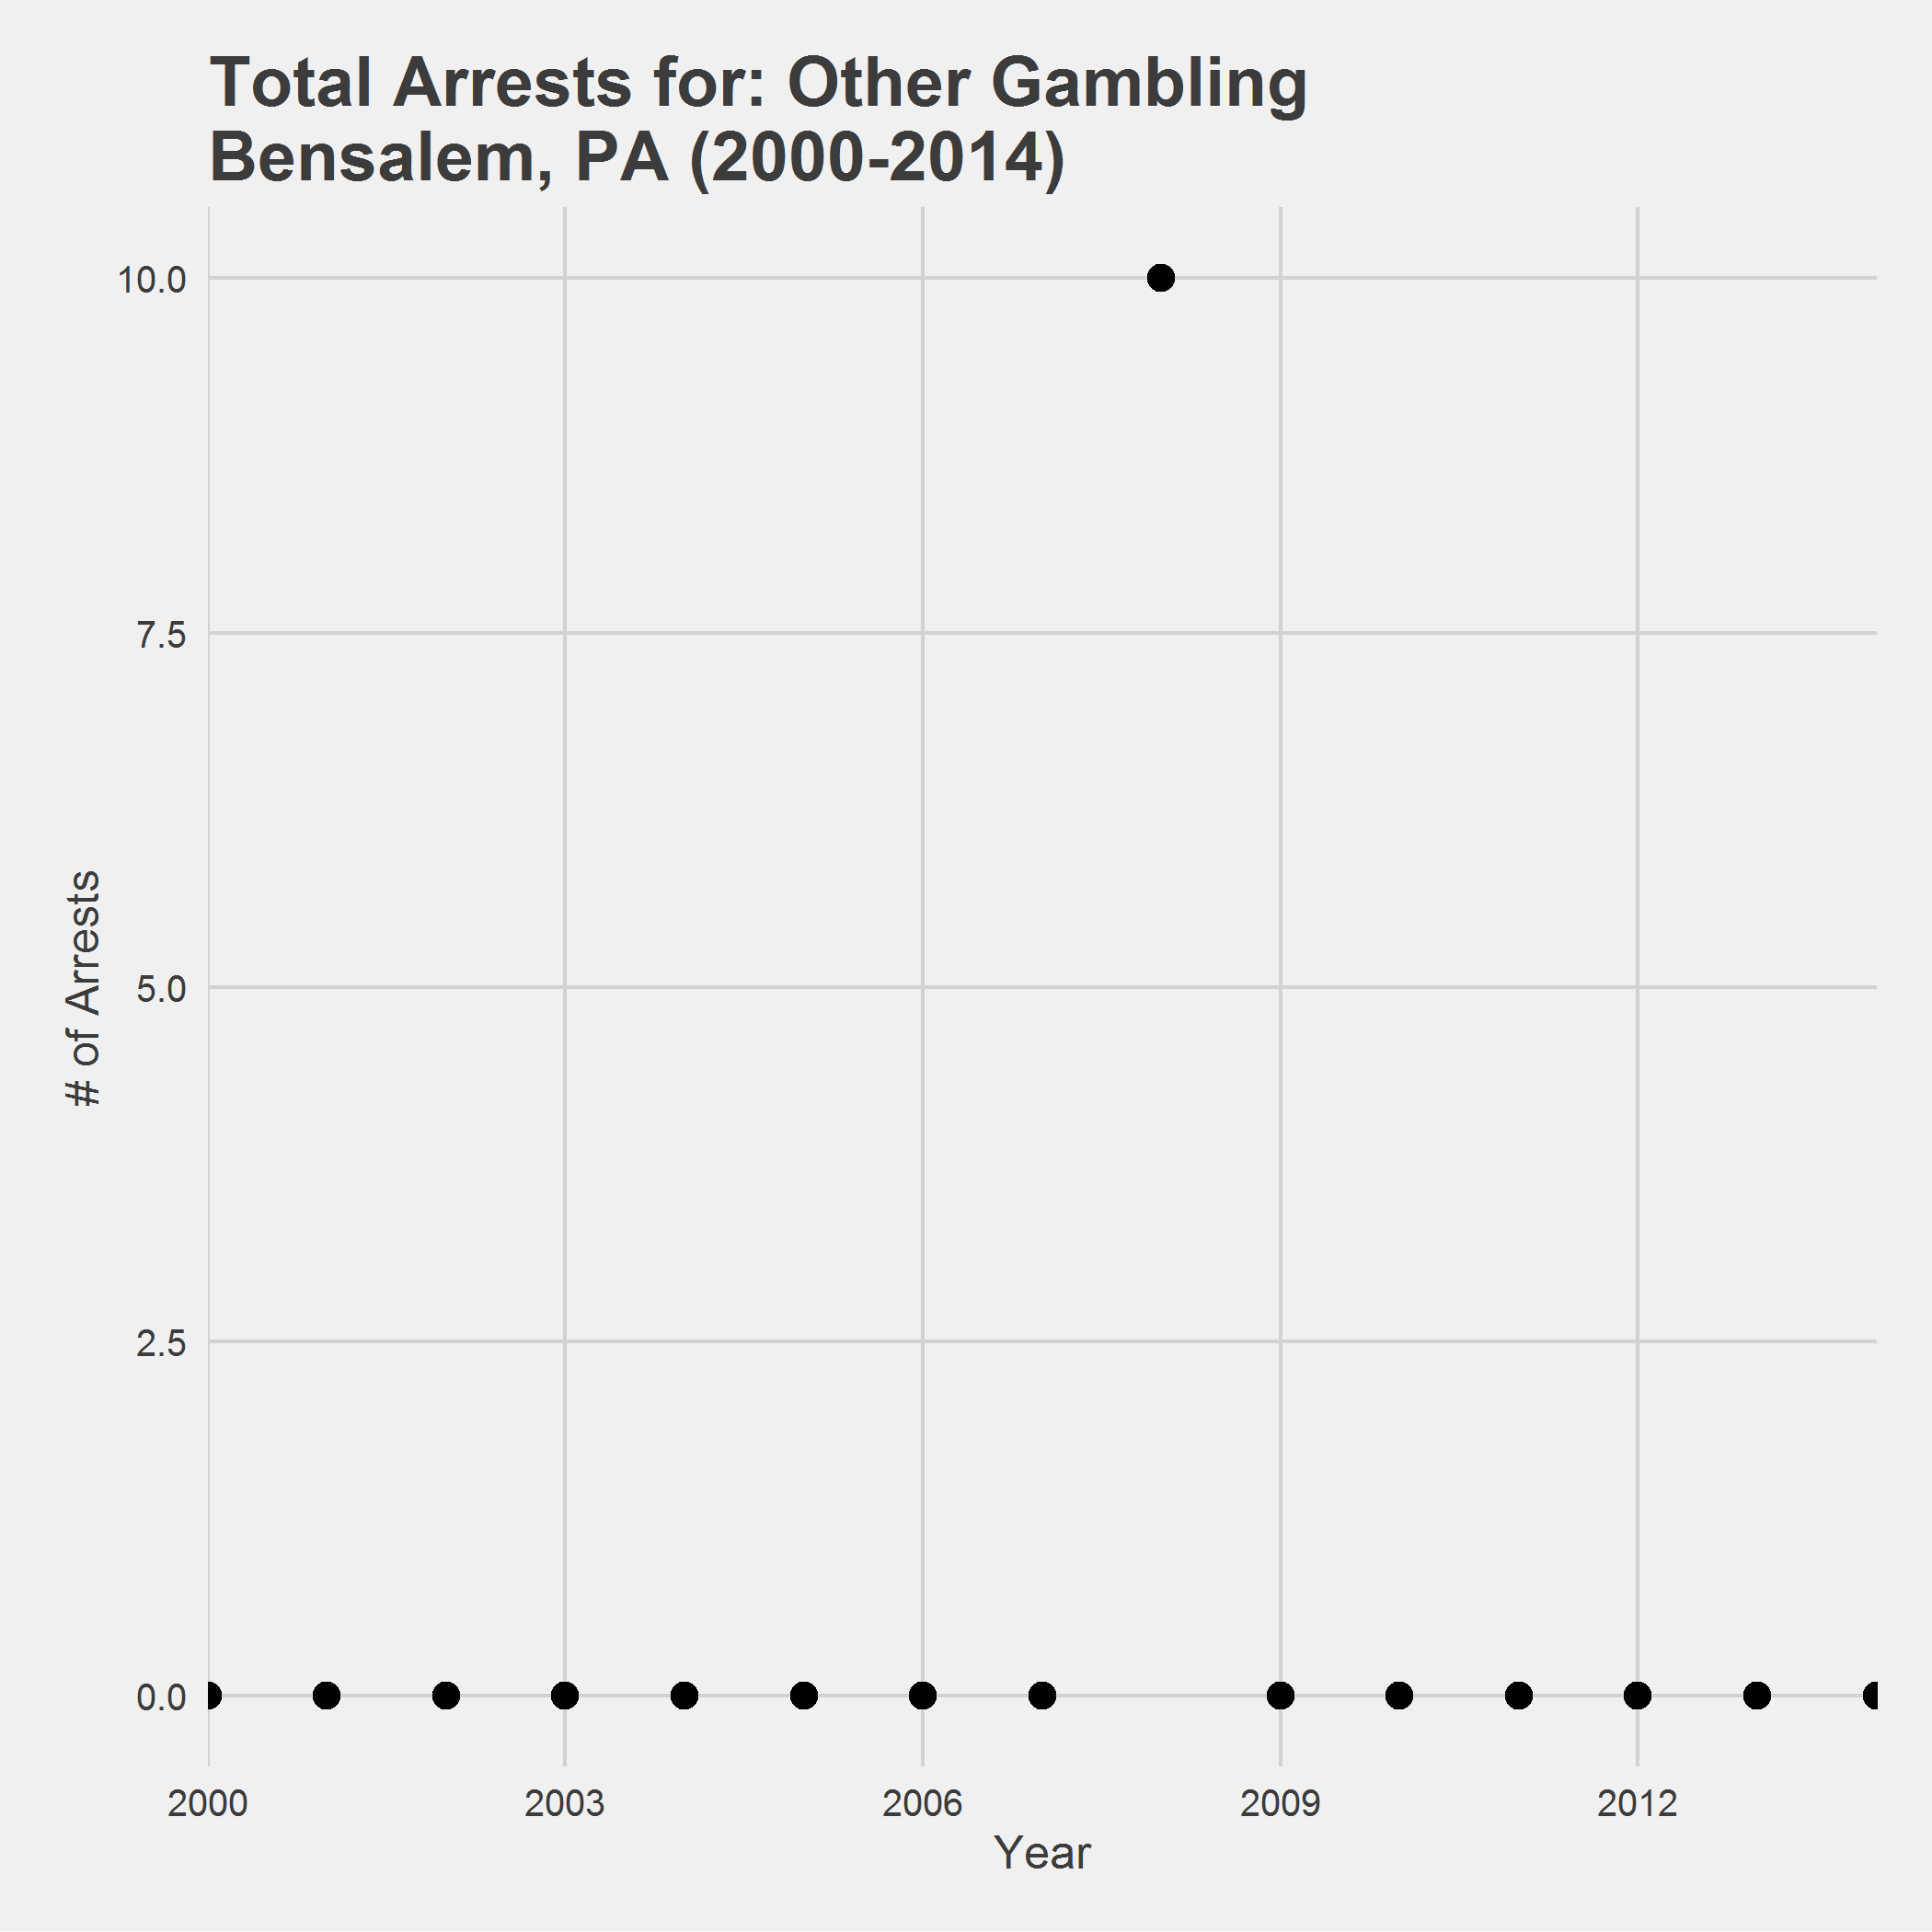 Total Arrests for: Other Gambling
Bensalem, PA (2000-2014)
10.0
7.5
5.0
2.5
0.0
# of Arrests
2000 2003 2006 2009 2012
Year